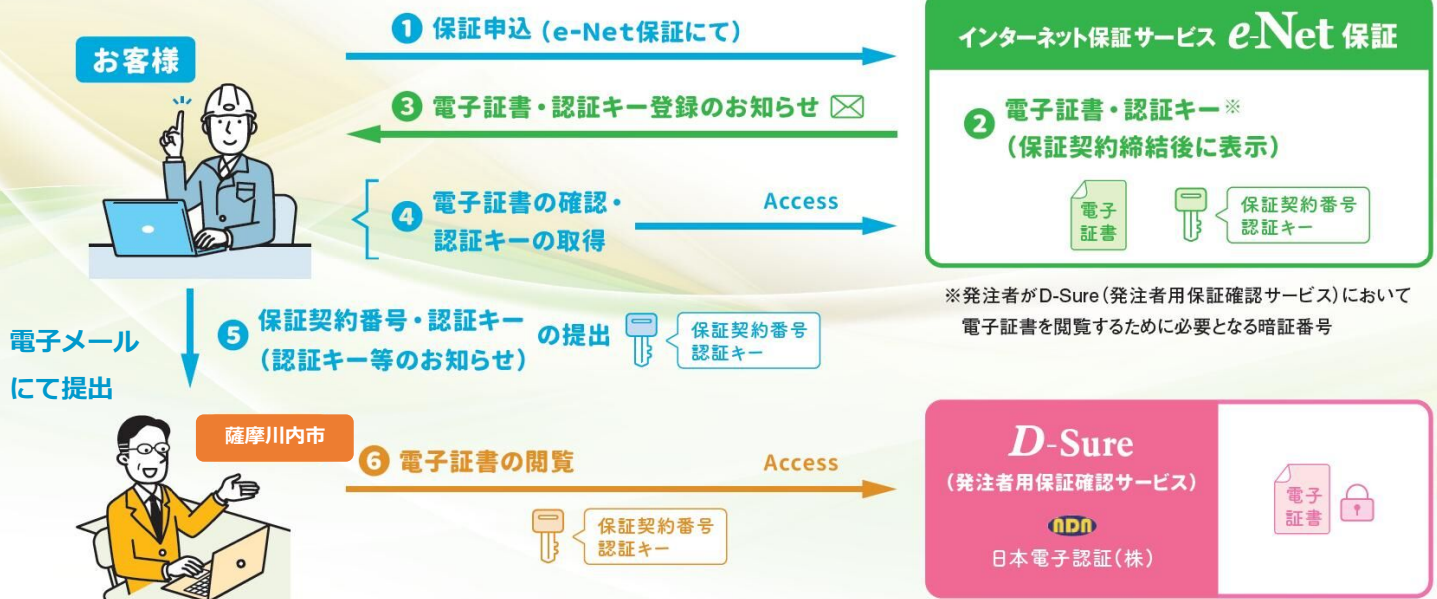 お客様
❶ 保証申込（e-Net保証にて）
インターネット保証サービス e-Net 保証
❷ 電子証書・認証キー※
（保証契約締結後に表示）
電子
証書
保証契約番号
認証キー
❸ 電子証書・認証キー登録のお知らせ
❹ 電子証書の確認・
認証キーの取得
Access
※発注者がD-Sure（発注者用保証確認サービス）において
電子証書を閲覧するために必要となる暗証番号
電子メール
にて提出
❺ 保証契約番号・認証キー
（認証キー等のお知らせ）
の提出
保証契約番号
認証キー
薩摩川内市
❻ 電子証書の閲覧
Access
保証契約番号
認証キー
D-Sure
（発注者用保証確認サービス）
NDN
日本電子認証（株）
電子
証書